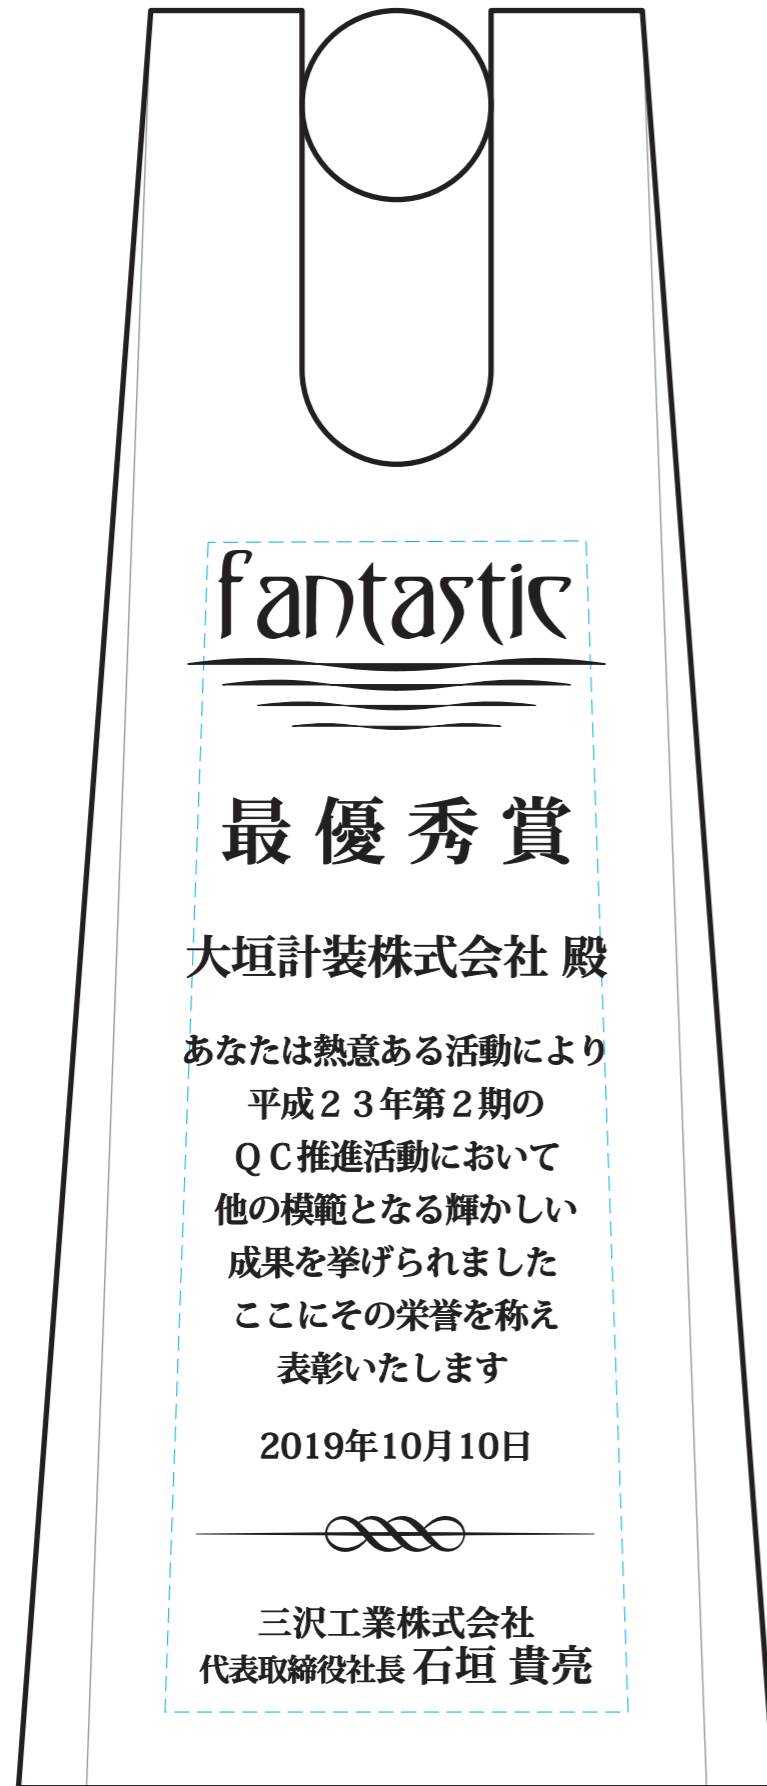 fantastic
最優秀賞
大垣計装株式会社 殿
あなたは熱意ある活動により
平成２３年第２期の
ＱＣ推進活動において
他の模範となる輝かしい
成果を挙げられました
ここにその栄誉を称え
表彰いたします
2019年10月10日
三沢工業株式会社
代表取締役社長 石垣 貴亮